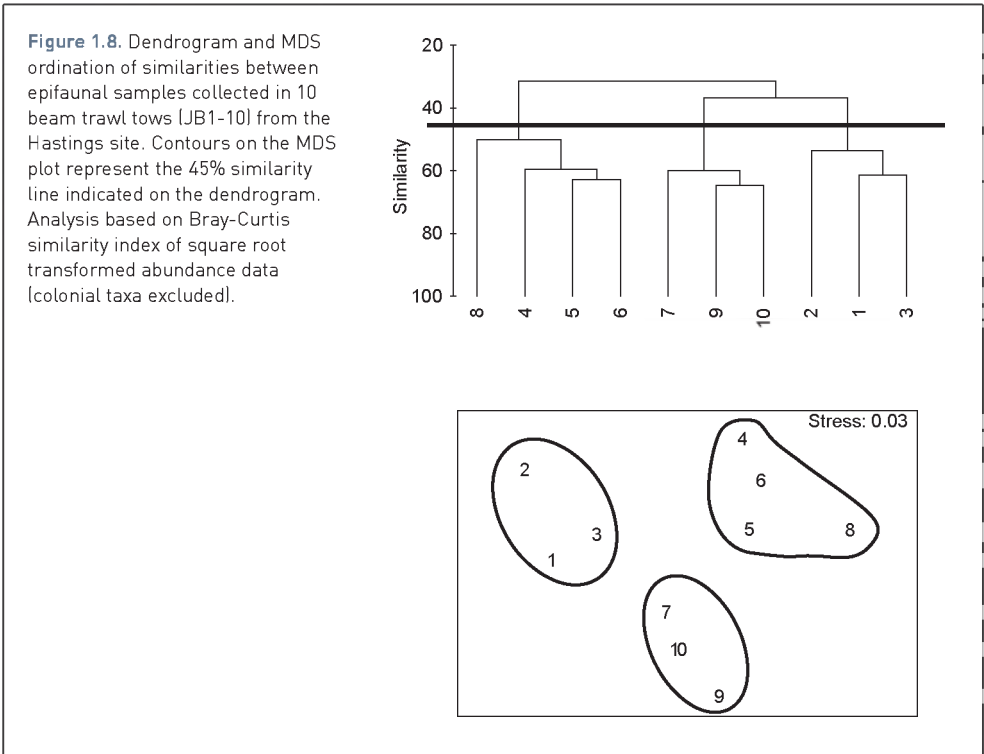 Figure 1.8. Dendrogram and MDS
ordination of similarities between
epifaunal samples collected in 10
beam trawl tows (JB1-10) from the
Hastings site. Contours on the MDS
plot represent the 45% similarity
line indicated on the dendrogram.
Analysis based on Bray-Curtis
similarity index of square root
transformed abundance data
(colonial taxa excluded).
20
40
60
80
100
Similarity
8 4 5 6 7 9 10 2 1 3
Stress: 0.03
4
2
6
5 8
3
1
7
10
9